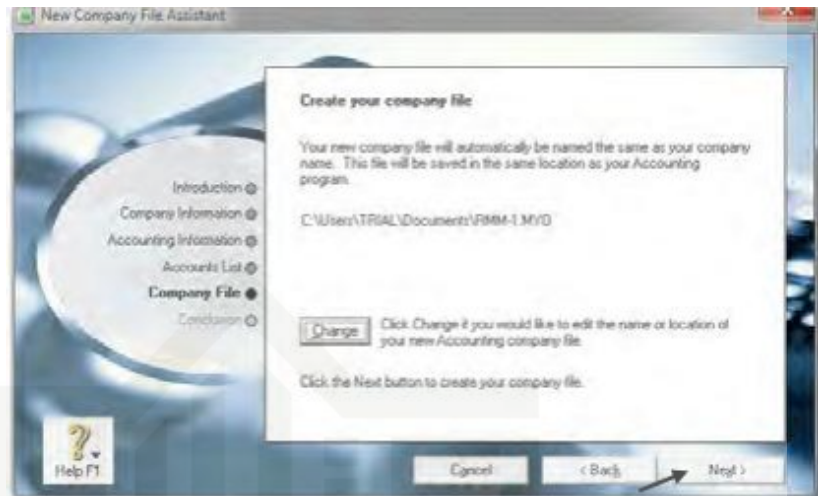 New Company File Assistant
Create your company file
Your new company file will automatically be named the same as your company
name. This file will be saved in the same location as your Accounting
program.
C:\Users\TRIAL\Documents\RMM-1.MYO
Introduction
Company Information
Accounting Information
Accounts List
Company File
Conclusion
Change
Click Change if you would like to edit the name or location of
your new Accounting company file.
Click the Next button to create your company file.
Help F1
Cancel
< Back
Next >